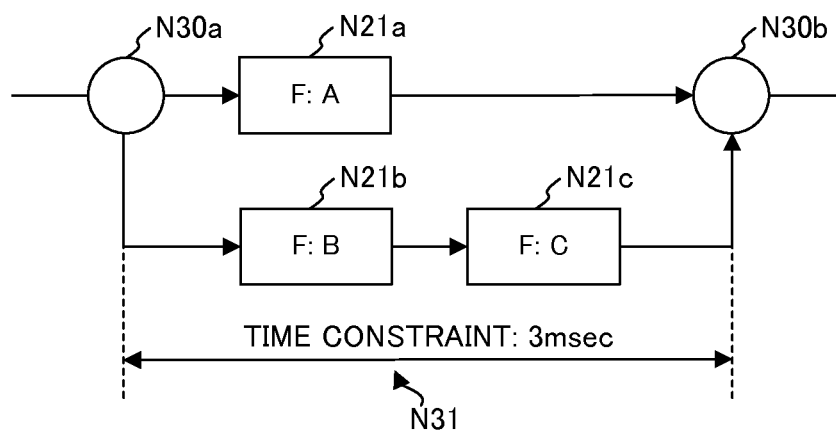 N30a
N21a
N30b
F: A
N21b
N21c
F: B
F: C
TIME CONSTRAINT: 3msec
N31